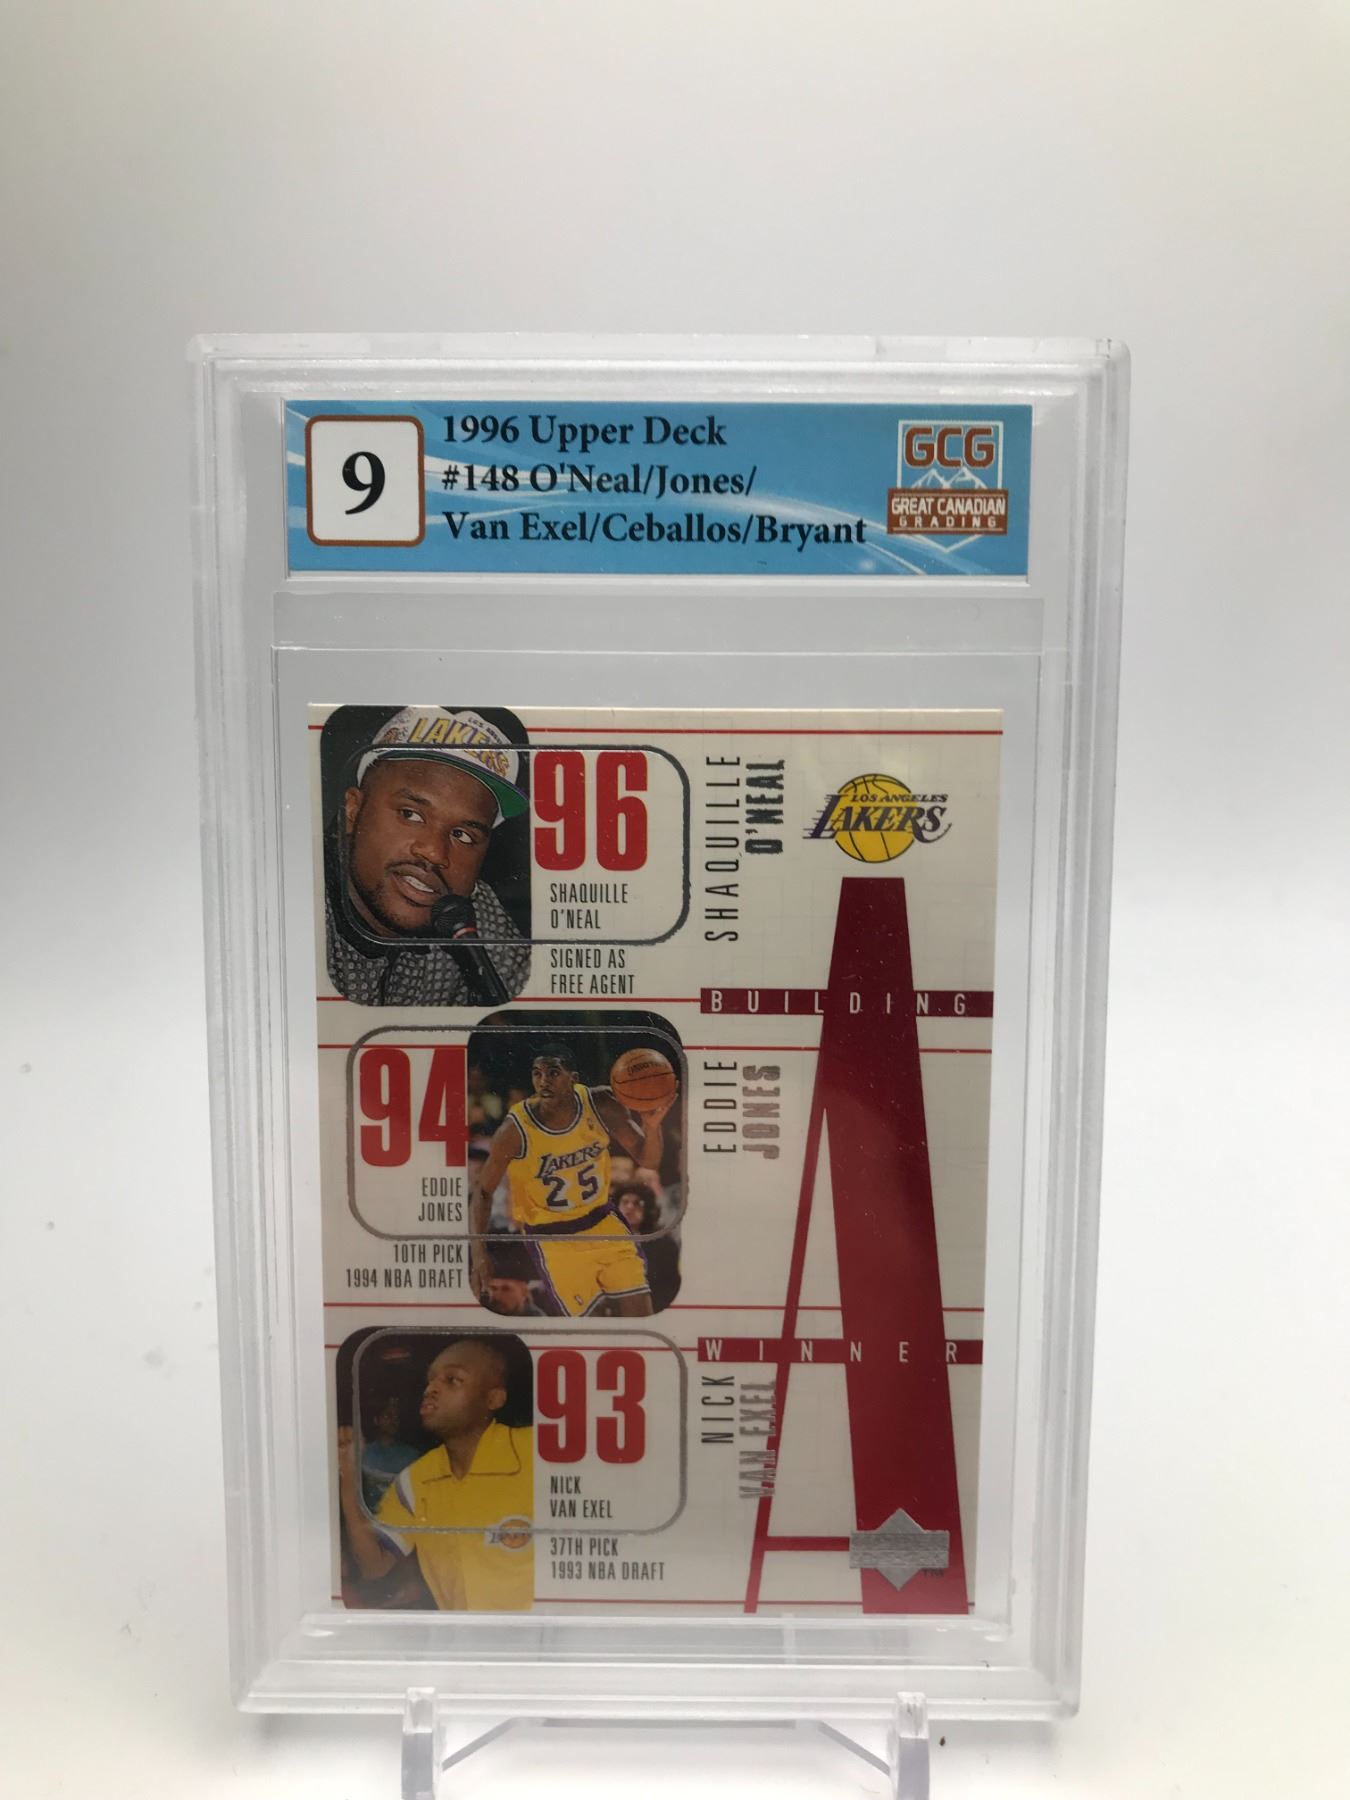 9
1996 Upper Deck
#148 O'Neal/Jones/
Van Exel/Ceballos/Bryant
GCG
GREAT CANADIAN
GRADING
LAKERS
96
SHAQUILLE
O'NEAL
SIGNED AS
FREE AGENT
SHAQUILLE
O'NEAL
LOS ANGELES
LAKERS
BUILDING
94
EDDIE
JONES
10TH PICK
1994 NBA DRAFT
LAKERS
25
EDDIE
JONES
A
WINNER
93
NICK
VAN EXEL
37TH PICK
1993 NBA DRAFT
NICK
VAN EXEL
TM